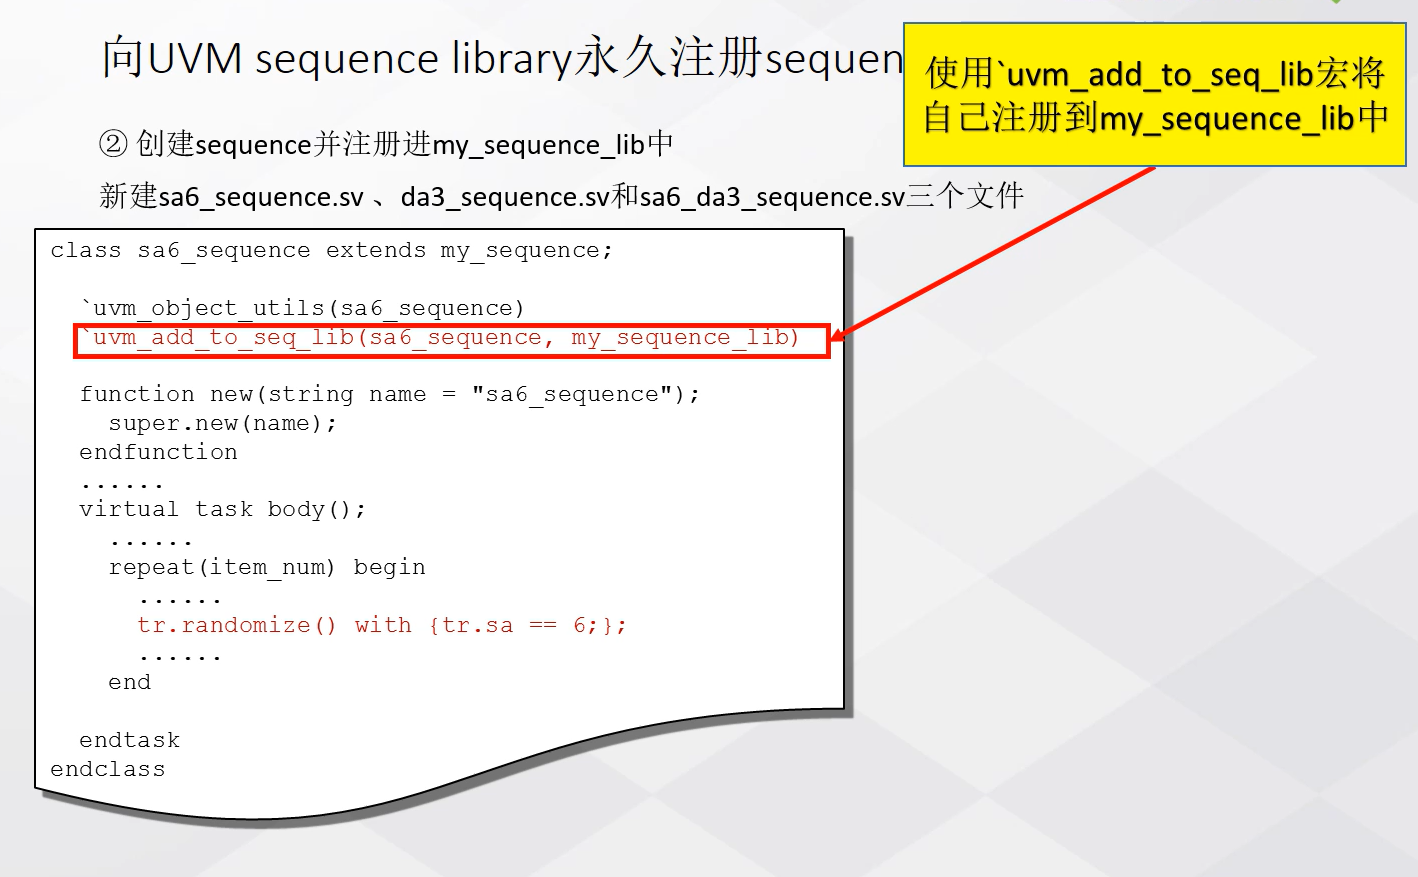 向UVM sequence library永久注册sequen
使用`uvm_add_to_seq_lib宏将
自己注册到my_sequence_lib中
② 创建sequence并注册进my_sequence_lib中
新建sa6_sequence.sv 、da3_sequence.sv和sa6_da3_sequence.sv三个文件
class sa6_sequence extends my_sequence;
`uvm_object_utils(sa6_sequence)
`uvm_add_to_seq_lib(sa6_sequence, my_sequence_lib)
function new(string name = "sa6_sequence");
super.new(name);
endfunction
......
virtual task body();
......
repeat(item_num) begin
......
tr.randomize() with {tr.sa == 6;};
......
end
endtask
endclass